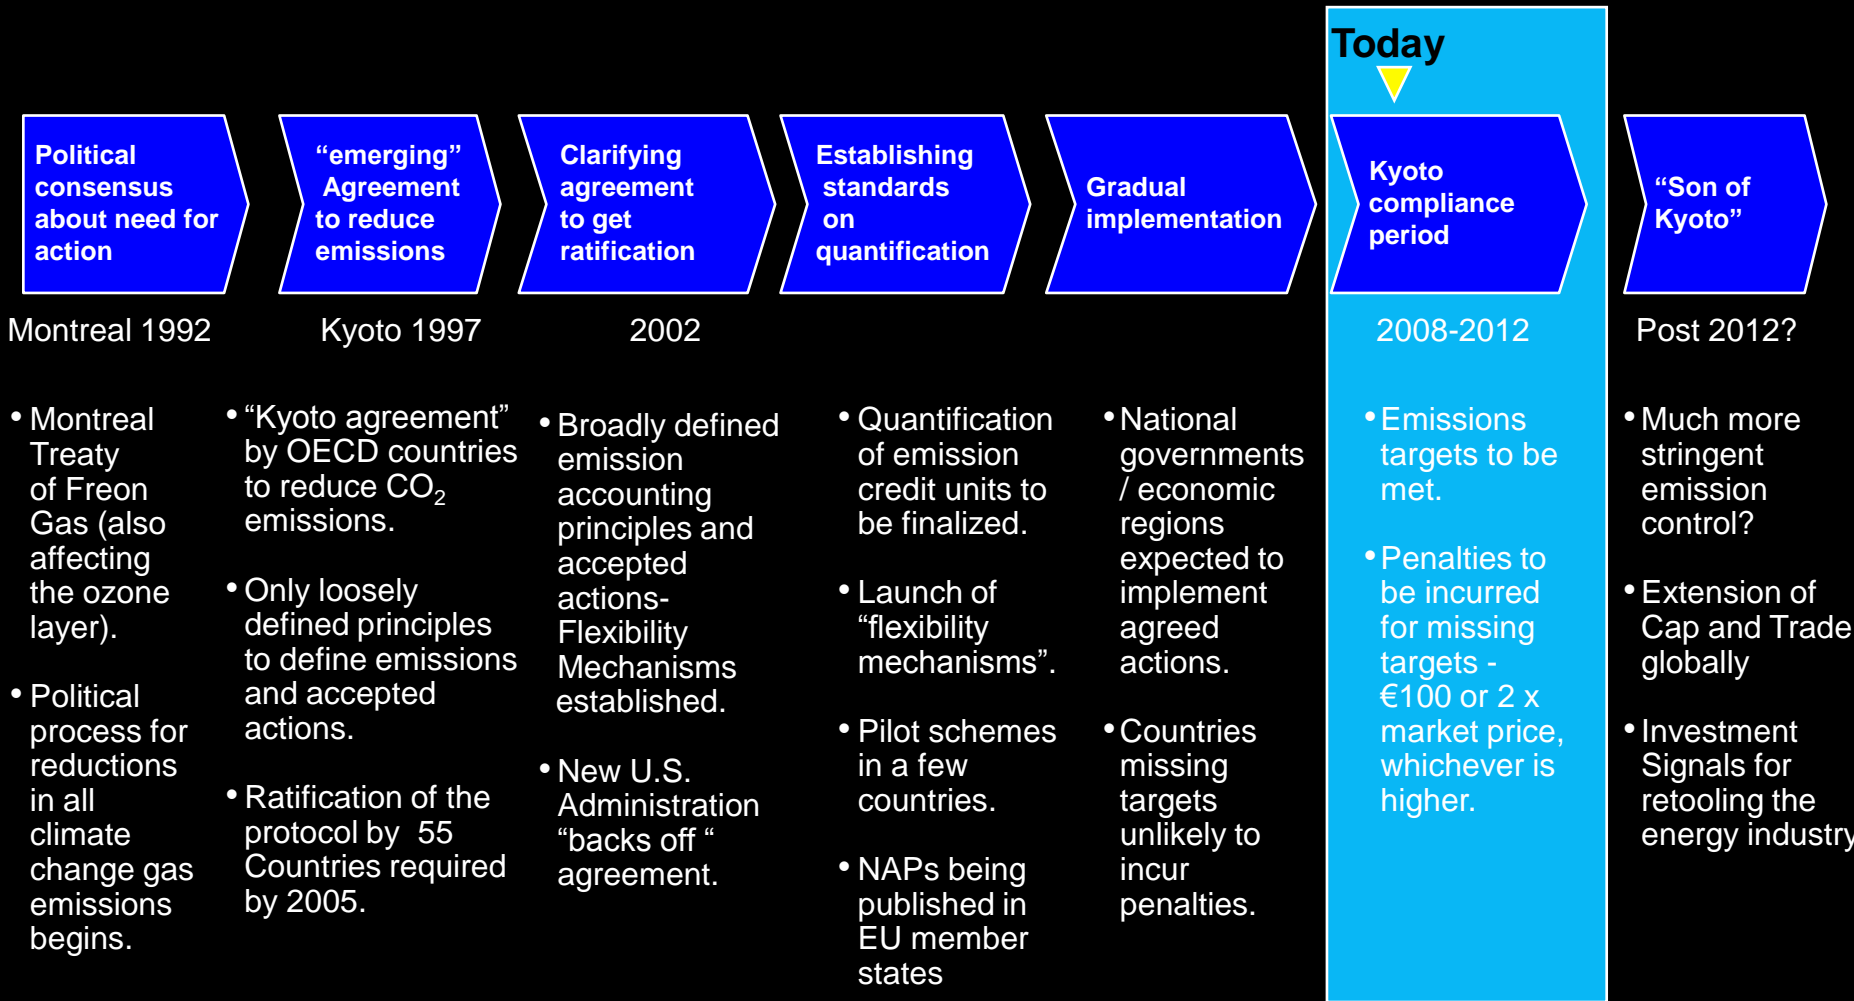 Today
Political
consensus
about need for
action
“emerging”
Agreement
to reduce
emissions
Clarifying
agreement
to get
ratification
Establishing
standards
on
quantification
Gradual
implementation
Kyoto
compliance
period
“Son of
Kyoto”
Montreal 1992
Kyoto 1997
2002
2008-2012
Post 2012?
• Montreal
Treaty
of Freon
Gas (also
affecting
the ozone
layer).
• Political
process for
reductions
in all
climate
change gas
emissions
begins.
• “Kyoto agreement”
by OECD countries
to reduce CO₂
emissions.
• Only loosely
defined principles
to define emissions
and accepted
actions.
• Ratification of the
protocol by 55
Countries required
by 2005.
• Broadly defined
emission
accounting
principles and
accepted
actions-
Flexibility
Mechanisms
established.
• New U.S.
Administration
“backs off “
agreement.
• Quantification
of emission
credit units to
be finalized.
• Launch of
“flexibility
mechanisms”.
• Pilot schemes
in a few
countries.
• NAPs being
published in
EU member
states
• National
governments
/ economic
regions
expected to
implement
agreed
actions.
• Countries
missing
targets
unlikely to
incur
penalties.
• Emissions
targets to be
met.
• Penalties to
be incurred
for missing
targets -
€100 or 2 x
market price,
whichever is
higher.
• Much more
stringent
emission
control?
• Extension of
Cap and Trade
globally
• Investment
Signals for
retooling the
energy industry